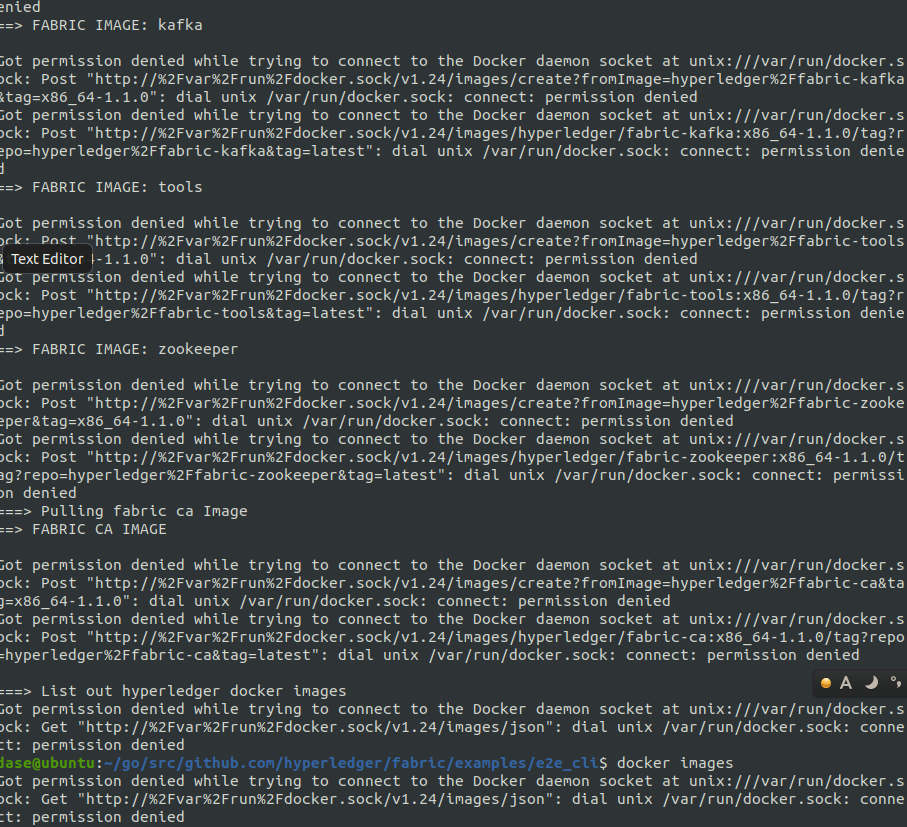 enied
==> FABRIC IMAGE: kafka
Got permission denied while trying to connect to the Docker daemon socket at unix:///var/run/docker.s
ock: Post "http://%2Fvar%2Frun%2Fdocker.sock/v1.24/images/create?fromImage=hyperledger%2Ffabric-kafka
&tag=x86_64-1.1.0": dial unix /var/run/docker.sock: connect: permission denied
Got permission denied while trying to connect to the Docker daemon socket at unix:///var/run/docker.s
ock: Post "http://%2Fvar%2Frun%2Fdocker.sock/v1.24/images/hyperledger/fabric-kafka:x86_64-1.1.0/tag?r
epo=hyperledger%2Ffabric-kafka&tag=latest": dial unix /var/run/docker.sock: connect: permission denie
d
==> FABRIC IMAGE: tools
Got permission denied while trying to connect to the Docker daemon socket at unix:///var/run/docker.s
ock: Post "http://%2Fvar%2Frun%2Fdocker.sock/v1.24/images/create?fromImage=hyperledger%2Ffabric-tools
Text Editor
-1.1.0": dial unix /var/run/docker.sock: connect: permission denied
Got permission denied while trying to connect to the Docker daemon socket at unix:///var/run/docker.s
ock: Post "http://%2Fvar%2Frun%2Fdocker.sock/v1.24/images/hyperledger/fabric-tools:x86_64-1.1.0/tag?r
epo=hyperledger%2Ffabric-tools&tag=latest": dial unix /var/run/docker.sock: connect: permission denie
d
==> FABRIC IMAGE: zookeeper
Got permission denied while trying to connect to the Docker daemon socket at unix:///var/run/docker.s
ock: Post "http://%2Fvar%2Frun%2Fdocker.sock/v1.24/images/create?fromImage=hyperledger%2Ffabric-zooke
eper&tag=x86_64-1.1.0": dial unix /var/run/docker.sock: connect: permission denied
Got permission denied while trying to connect to the Docker daemon socket at unix:///var/run/docker.s
ock: Post "http://%2Fvar%2Frun%2Fdocker.sock/v1.24/images/hyperledger/fabric-zookeeper:x86_64-1.1.0/t
ag?repo=hyperledger%2Ffabric-zookeeper&tag=latest": dial unix /var/run/docker.sock: connect: permissi
on denied
===> Pulling fabric ca Image
==> FABRIC CA IMAGE
Got permission denied while trying to connect to the Docker daemon socket at unix:///var/run/docker.s
ock: Post "http://%2Fvar%2Frun%2Fdocker.sock/v1.24/images/create?fromImage=hyperledger%2Ffabric-ca&ta
g=x86_64-1.1.0": dial unix /var/run/docker.sock: connect: permission denied
Got permission denied while trying to connect to the Docker daemon socket at unix:///var/run/docker.s
ock: Post "http://%2Fvar%2Frun%2Fdocker.sock/v1.24/images/hyperledger/fabric-ca:x86_64-1.1.0/tag?repo
=hyperledger%2Ffabric-ca&tag=latest": dial unix /var/run/docker.sock: connect: permission denied
===> List out hyperledger docker images
Got permission denied while trying to connect to the Docker daemon socket at unix:///var/run/docker.s
ock: Get "http://%2Fvar%2Frun%2Fdocker.sock/v1.24/images/json": dial unix /var/run/docker.sock: conne
ct: permission denied
dase@ubuntu:~/go/src/github.com/hyperledger/fabric/examples/e2e_cli$ docker images
Got permission denied while trying to connect to the Docker daemon socket at unix:///var/run/docker.s
ock: Get "http://%2Fvar%2Frun%2Fdocker.sock/v1.24/images/json": dial unix /var/run/docker.sock: conne
ct: permission denied